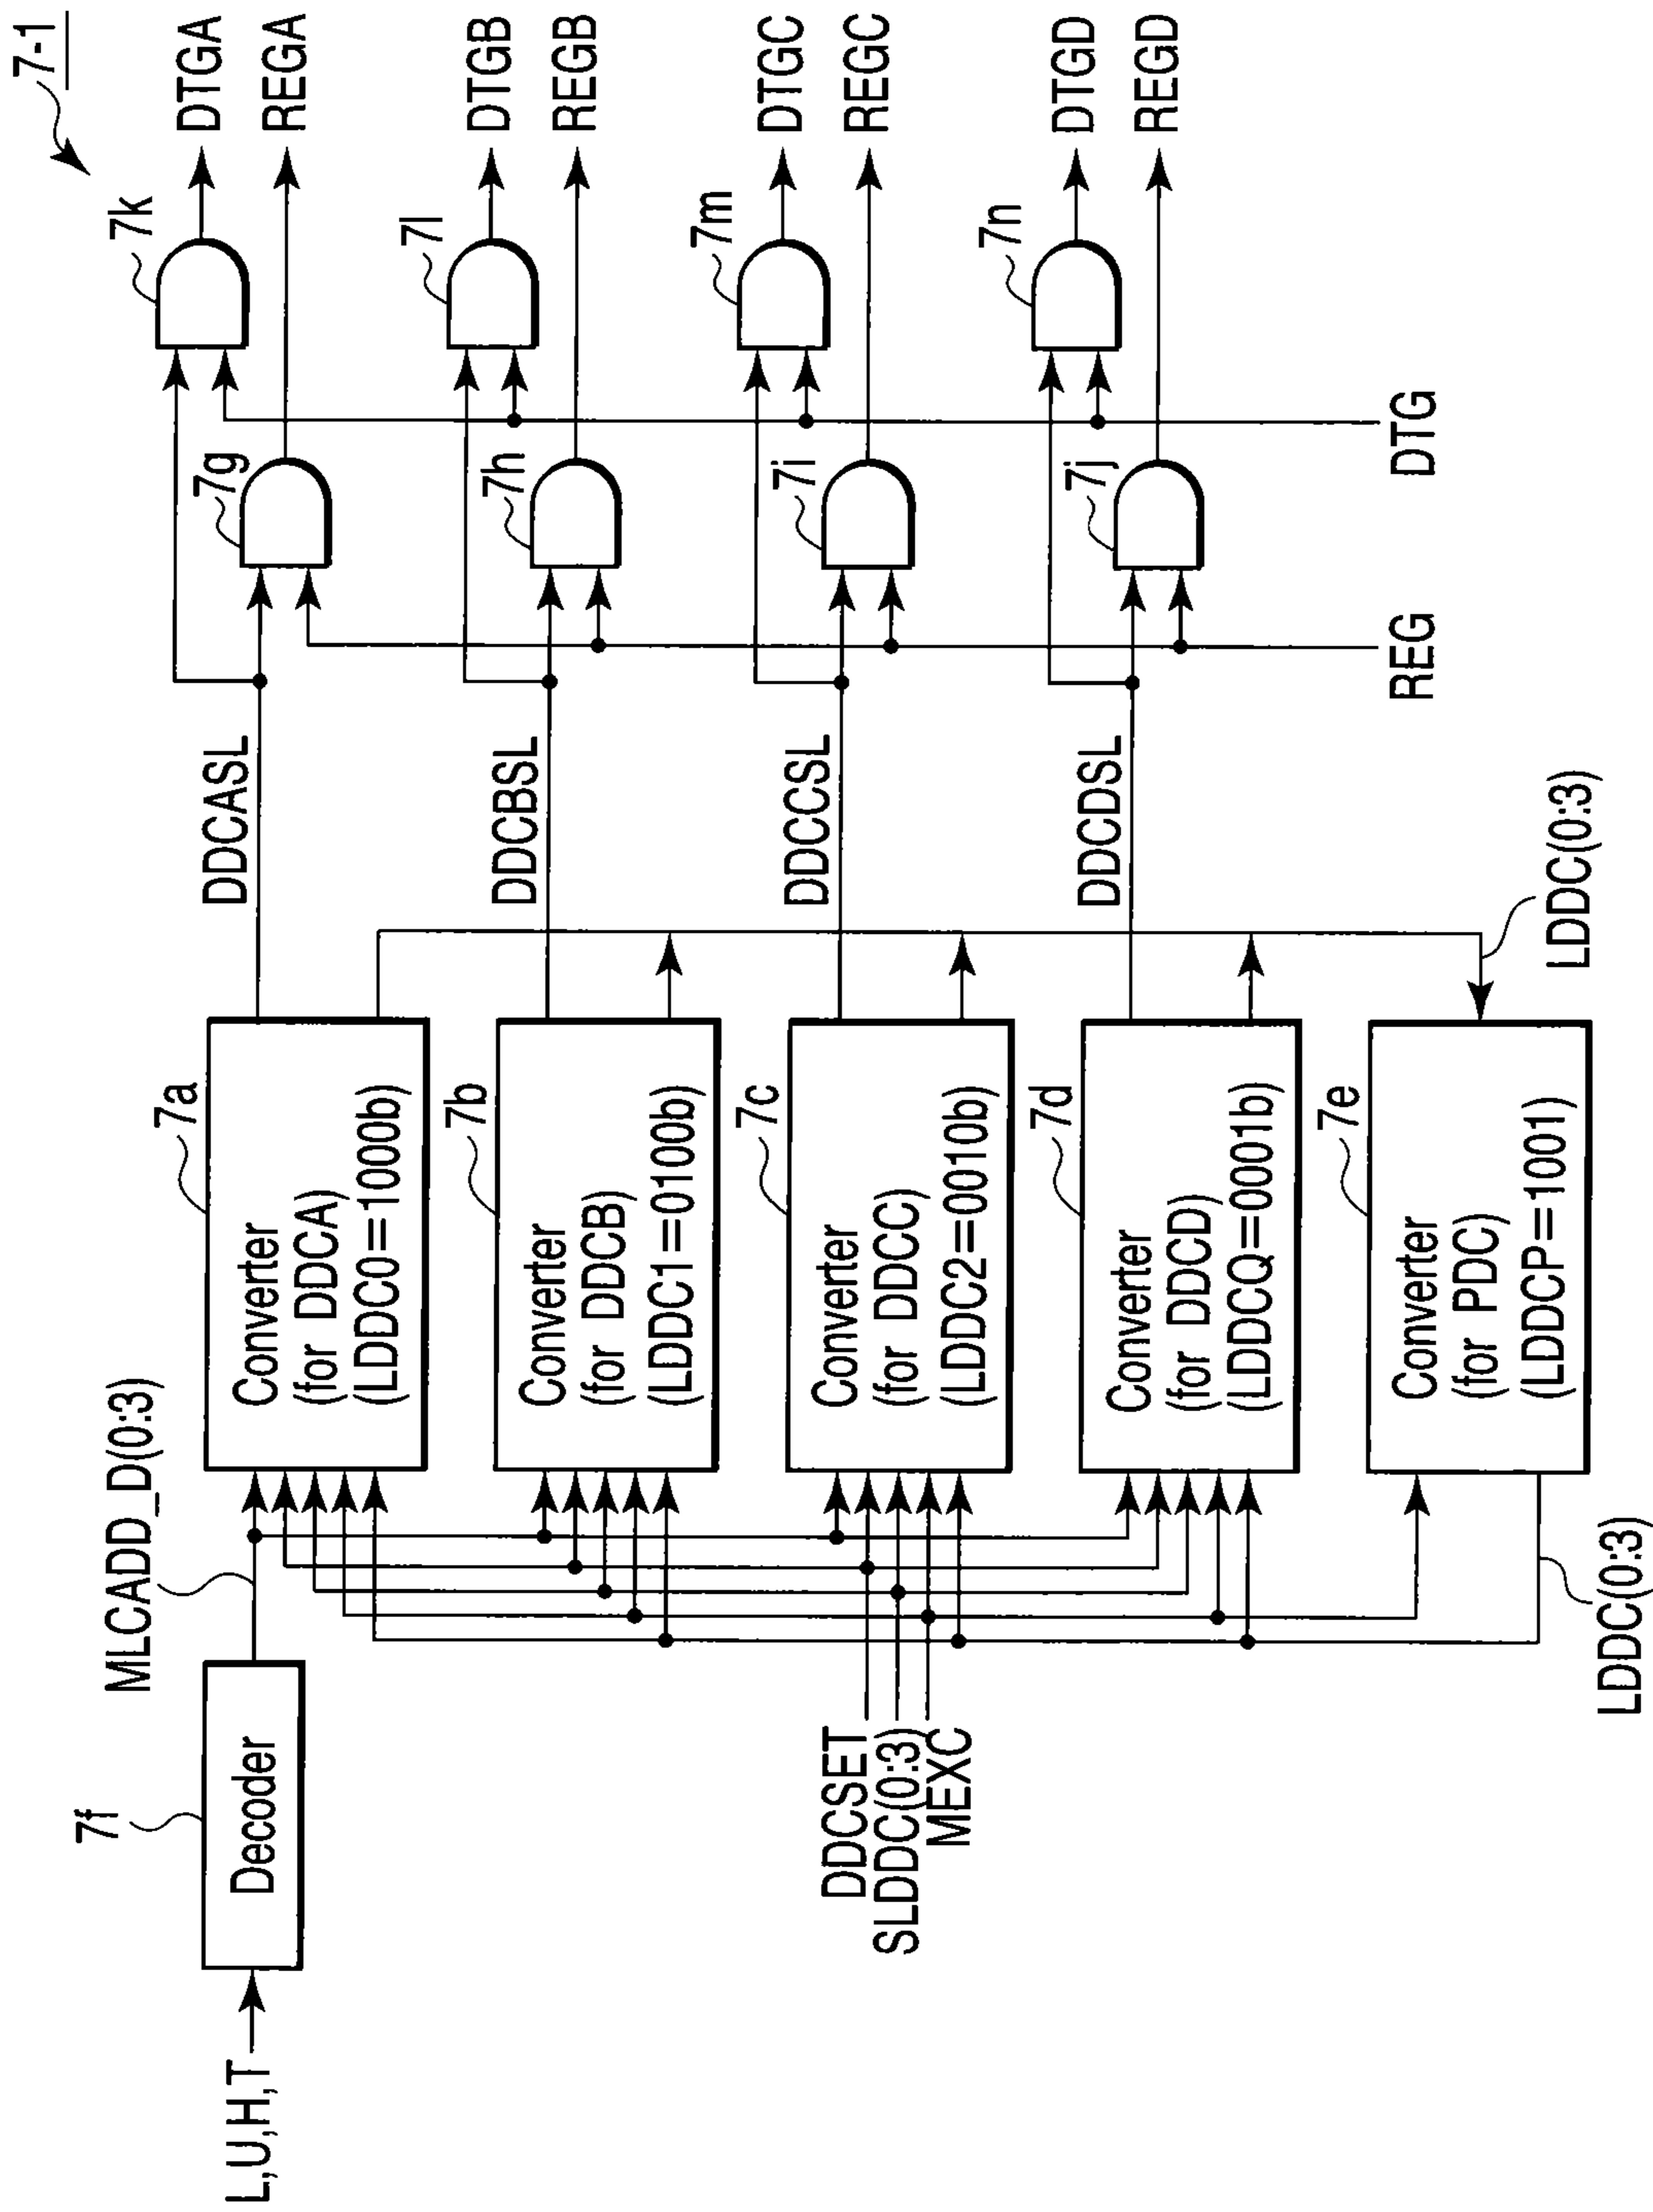 7-1
L,U,H,T
7f
Decoder
MLCADD_D(0:3)
DDCSET
SLDDC(0:3)
MEXC
7a
Converter
(for DDCA)
(LDDC0=1000b)
7b
Converter
(for DDCB)
(LDDC1=0100b)
7c
Converter
(for DDCC)
(LDDC2=0010b)
7d
Converter
(for DDCD)
(LDDCQ=0001b)
7e
Converter
(for PDC)
(LDDCP=1001)
LDDC(0:3)
LDDC(0:3)
DDCASL
DDCBSL
DDCCSL
DDCDSL
REG
DTG
7g
7h
7i
7j
7k
7l
7m
7n
DTGA
REGA
DTGB
REGB
DTGC
REGC
DTGD
REGD